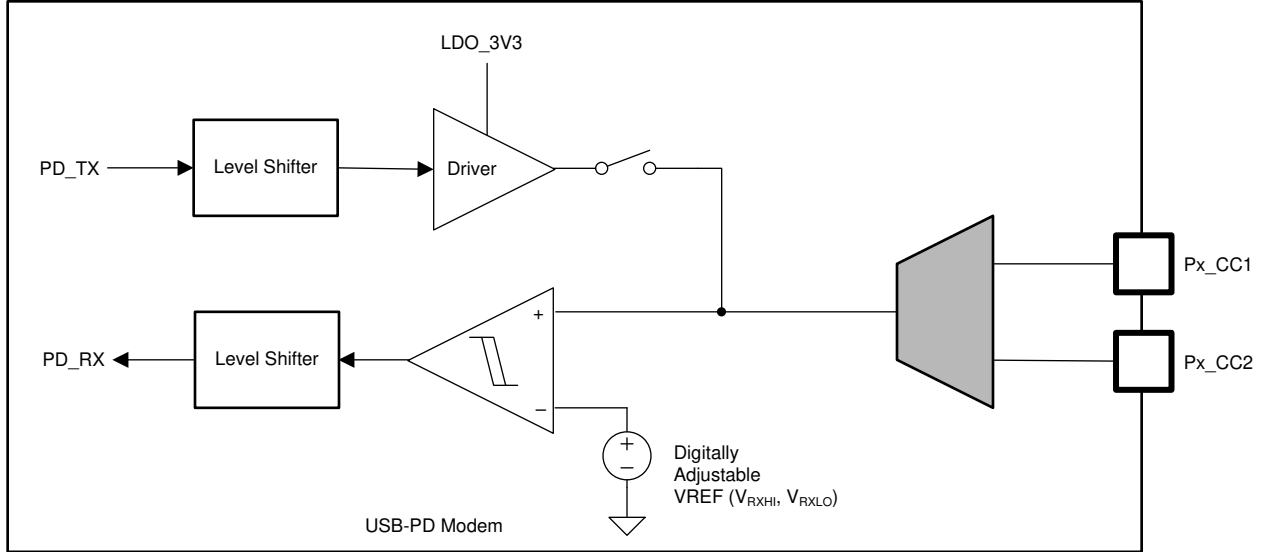 LDO_3V3
PD_TX
Level Shifter
Driver
Px_CC1
+
PD_RX
Level Shifter
Px_CC2
−
+
−
Digitally
Adjustable
VREF (VRXHI, VRXLO)
USB-PD Modem